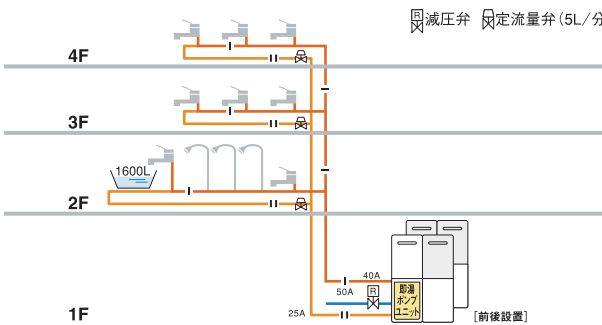 R 減圧弁 定流量弁(5L/分
4F
3F
1600L
2F
40A
R
50A
即湯
ポンプ
ユニット
25A
1F
[前後設置]